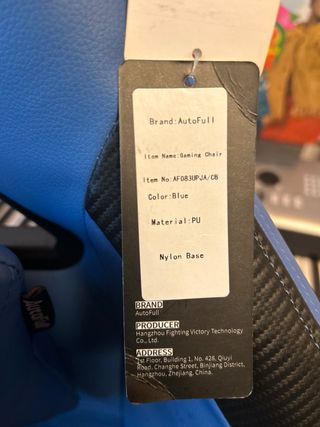 Brand:AutoFull
Item Name:Gaming Chair
Item No:AF083UPJA/CB
Color:Blue
Material:PU
Nylon Base
BRAND
AutoFull
PRODUCER
Hangzhou Fighting Victory Technology
Co., Ltd.
ADDRESS
1st Floor, Building 1, No. 428, Qiuyi
Road, Changhe Street, Binjiang District,
Hangzhou, Zhejiang, China.
AutoFull